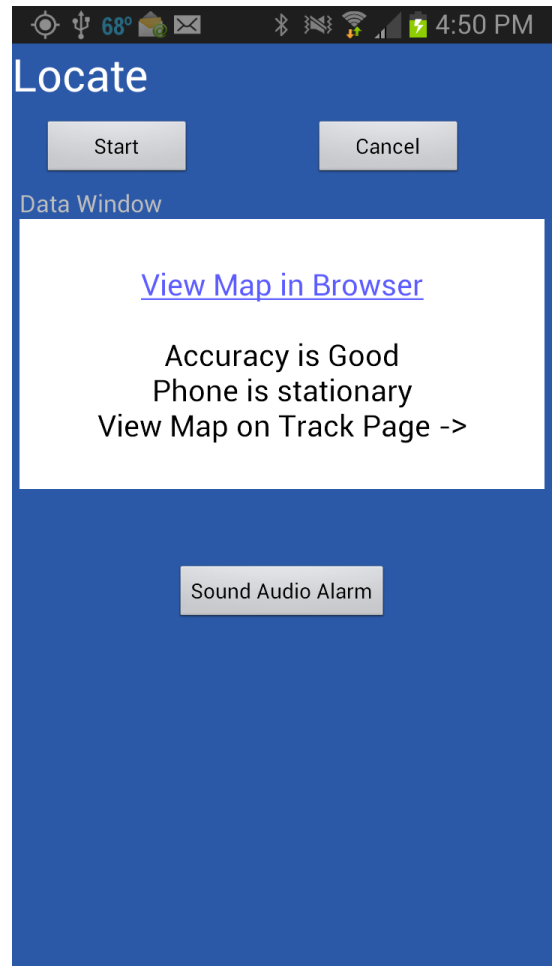 68° 4:50 PM
Locate
Start Cancel
Data Window
View Map in Browser
Accuracy is Good
Phone is stationary
View Map on Track Page ->
Sound Audio Alarm